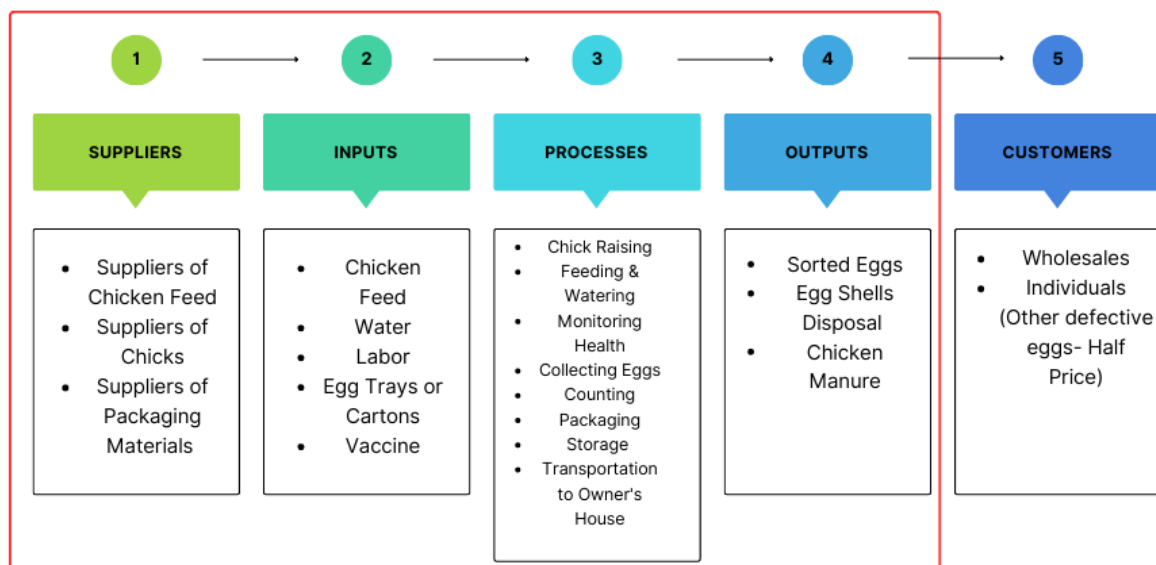 1
2
3
4
5
SUPPLIERS
INPUTS
PROCESSES
OUTPUTS
CUSTOMERS
• Suppliers of
Chicken Feed
• Suppliers of
Chicks
• Suppliers of
Packaging
Materials
• Chicken
Feed
• Water
• Labor
• Egg Trays or
Cartons
• Vaccine
• Chick Raising
• Feeding &
Watering
• Monitoring
Health
• Collecting Eggs
• Counting
• Packaging
• Storage
• Transportation
to Owner's
House
• Sorted Eggs
• Egg Shells
Disposal
• Chicken
Manure
• Wholesales
• Individuals
(Other defective
eggs- Half
Price)